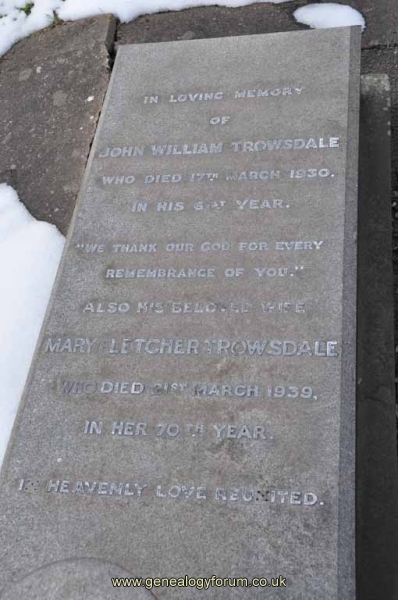 IN LOVING MEMORY
OF
JOHN WILLIAM TROWSDALE
WHO DIED 17TH MARCH 1930.
IN HIS YEAR.
"WE THANK OUR GOD FOR EVERY
REMEMBRANCE OF YOU."
ALSO HIS BELOVED WIFE
MARY FLETCHER TROWSDALE
WHO DIED 21ST MARCH 1939,
IN HER 70TH YEAR.
IN HEAVENLY LOVE REUNITED.
www.genealogyforum.co.uk